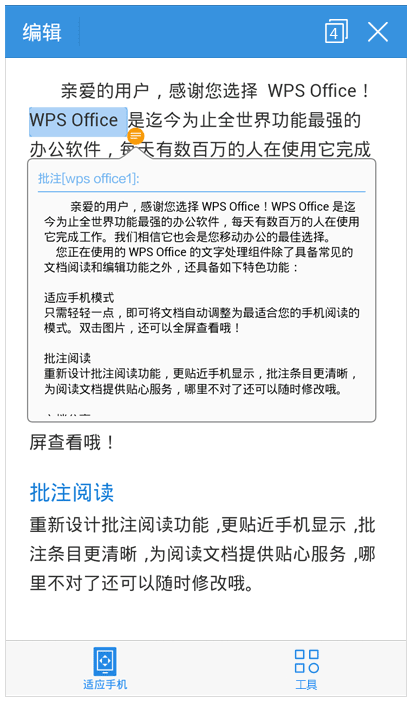 编辑
4
亲爱的用户，感谢您选择 WPS Office！
WPS Office 是迄今为止全世界功能最强的
办公软件，每天有数百万的人在使用它完成
批注[wps office1]:
亲爱的用户，感谢您选择 WPS Office！WPS Office 是迄
今为止全世界功能最强的办公软件，每天有数百万的人在使用
它完成工作。我们相信它也会是您移动办公的最佳选择。
您正在使用的 WPS Office 的文字处理组件除了具备常见的
文档阅读和编辑功能之外，还具备如下特色功能：
适应手机模式
只需轻轻一点，即可将文档自动调整为最适合您的手机阅读的
模式。双击图片，还可以全屏查看哦！
批注阅读
重新设计批注阅读功能，更贴近手机显示，批注条目更清晰，
为阅读文档提供贴心服务，哪里不对了还可以随时修改哦。
屏查看哦！
批注阅读
重新设计批注阅读功能 ,更贴近手机显示 ,批
注条目更清晰 ,为阅读文档提供贴心服务 ,哪
里不对了还可以随时修改哦。
适应手机
工具